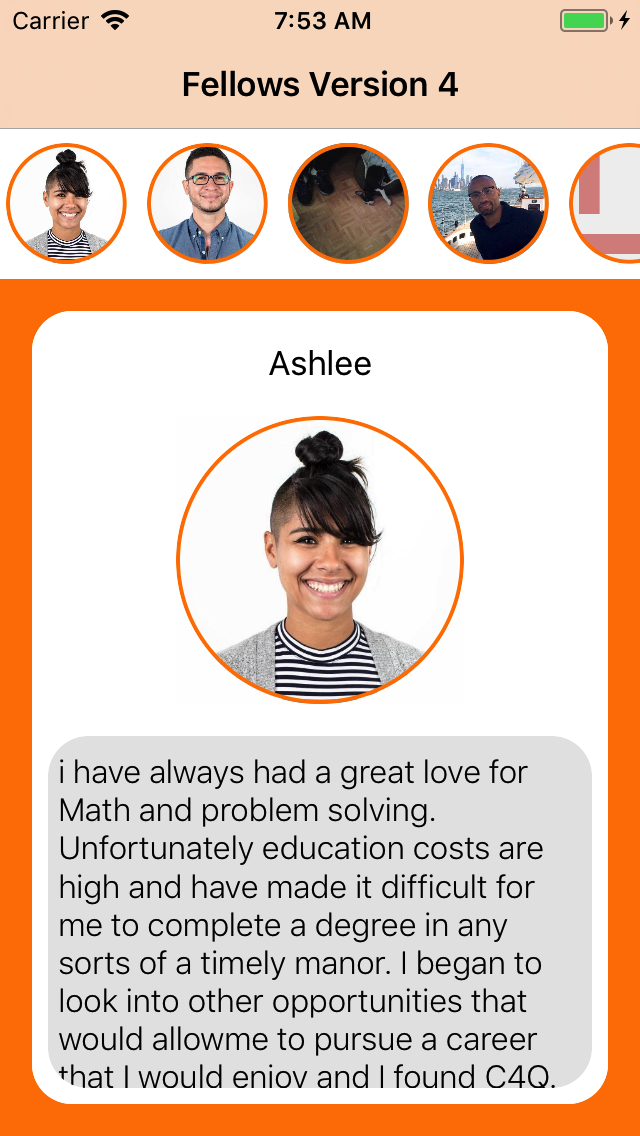 Carrier 7:53 AM
Fellows Version 4
Ashlee
i have always had a great love for
Math and problem solving.
Unfortunately education costs are
high and have made it difficult for
me to complete a degree in any
sorts of a timely manor. I began to
look into other opportunities that
would allowme to pursue a career
that I would enjoy and I found C4Q.